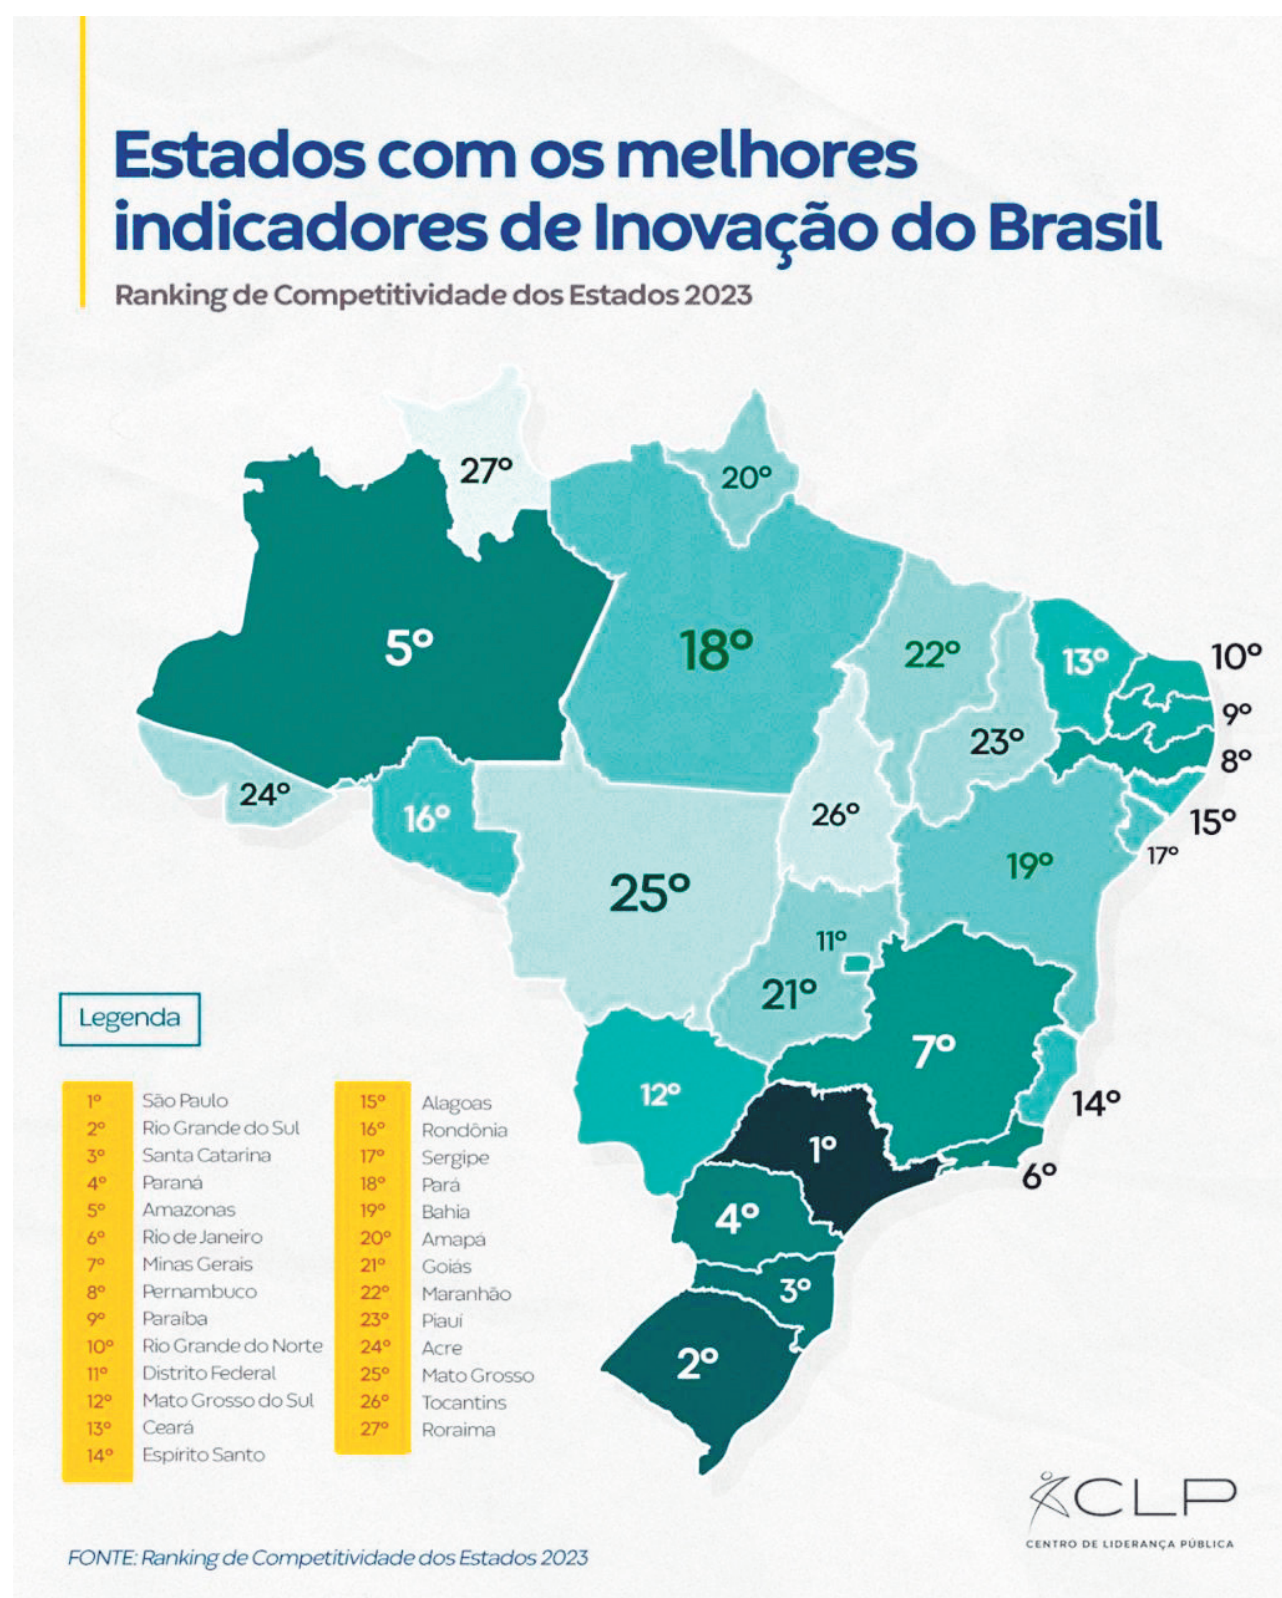 Estados com os melhores
indicadores de Inovação do Brasil
Ranking de Competitividade dos Estados 2023
27º
20º
5º
18º
22º
13º
10º
9º
23º
8º
24º
16º
26º
15º
17º
19º
25º
11º
21º
7º
12º
14º
1º
6º
4º
3º
2º
Legenda
1º São Paulo
2º Rio Grande do Sul
3º Santa Catarina
4º Paraná
5º Amazonas
6º Rio de Janeiro
7º Minas Gerais
8º Pernambuco
9º Paraíba
10º Rio Grande do Norte
11º Distrito Federal
12º Mato Grosso do Sul
13º Ceará
14º Espírito Santo
15º Alagoas
16º Rondônia
17º Sergipe
18º Pará
19º Bahia
20º Amapá
21º Goiás
22º Maranhão
23º Piauí
24º Acre
25º Mato Grosso
26º Tocantins
27º Roraima
CLP
CENTRO DE LIDERANÇA PÚBLICA
FONTE: Ranking de Competitividade dos Estados 2023